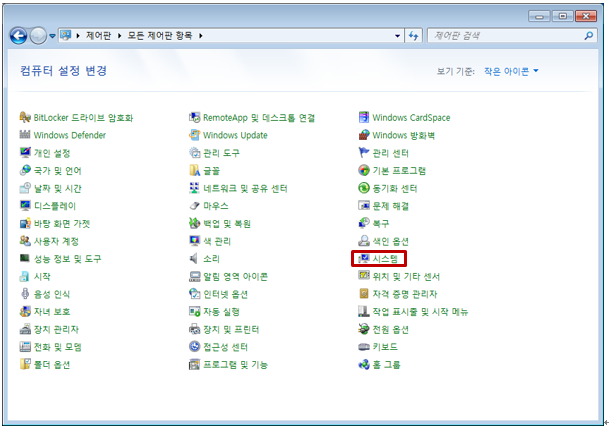 제어판 ▸ 모든 제어판 항목 ▸
제어판 검색
컴퓨터 설정 변경
보기 기준: 작은 아이콘
BitLocker 드라이브 암호화
RemoteApp 및 데스크톱 연결
Windows CardSpace
Windows Defender
Windows Update
Windows 방화벽
개인 설정
관리 도구
관리 센터
국가 및 언어
글꼴
기본 프로그램
날짜 및 시간
네트워크 및 공유 센터
동기화 센터
디스플레이
마우스
문제 해결
바탕 화면 가젯
백업 및 복원
복구
사용자 계정
색 관리
색인 옵션
성능 정보 및 도구
소리
시스템
시작
알림 영역 아이콘
위치 및 기타 센서
음성 인식
인터넷 옵션
자격 증명 관리자
자녀 보호
자동 실행
작업 표시줄 및 시작 메뉴
장치 관리자
장치 및 프린터
전원 옵션
전화 및 모뎀
접근성 센터
키보드
폴더 옵션
프로그램 및 기능
홈 그룹